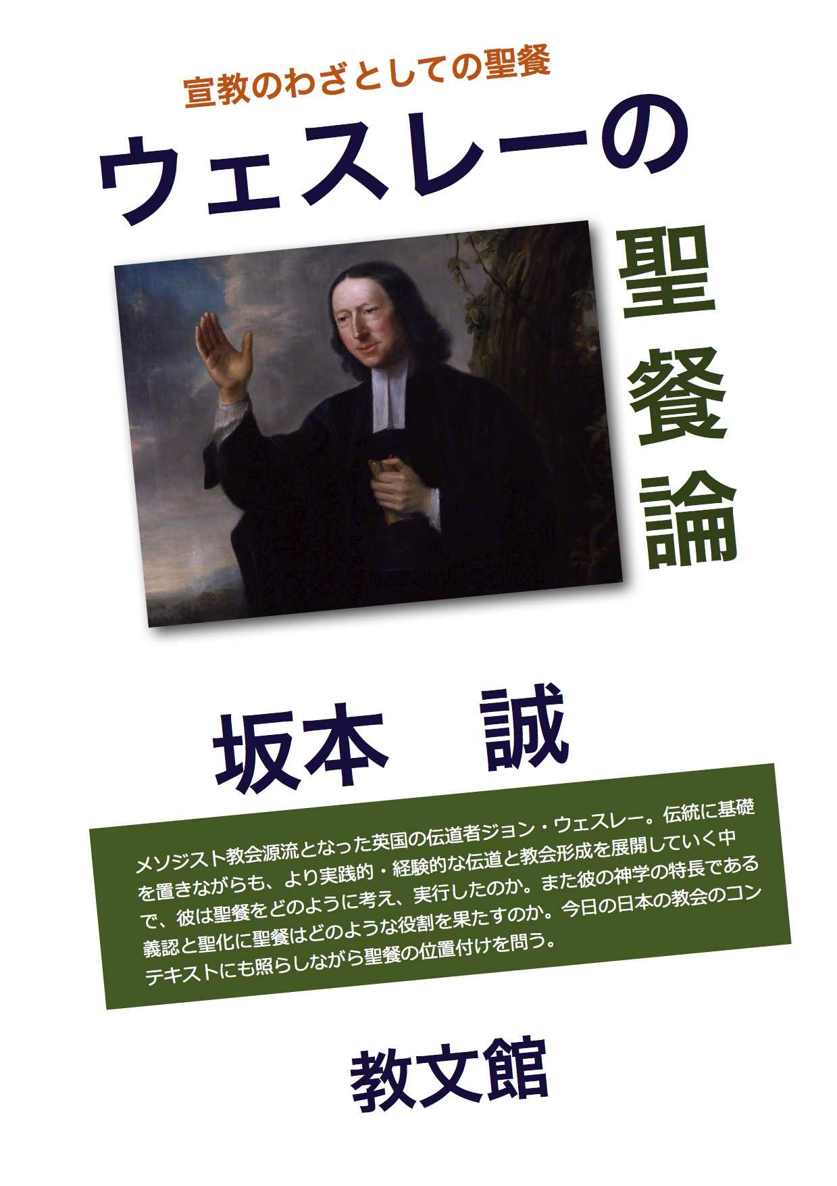 宣教のわざとしての聖餐
ウェスレーの
聖餐論
坂本　誠
メソジスト教会源流となった英国の伝道者ジョン・ウェスレー。伝統に基礎
を置きながらも、より実践的・経験的な伝道と教会形成を展開していく中
で、彼は聖餐をどのように考え、実行したのか。また彼の神学の特長である
義認と聖化に聖餐はどのような役割を果たすのか。今日の日本の教会のコン
テキストにも照らしながら聖餐の位置付けを問う。
教文館